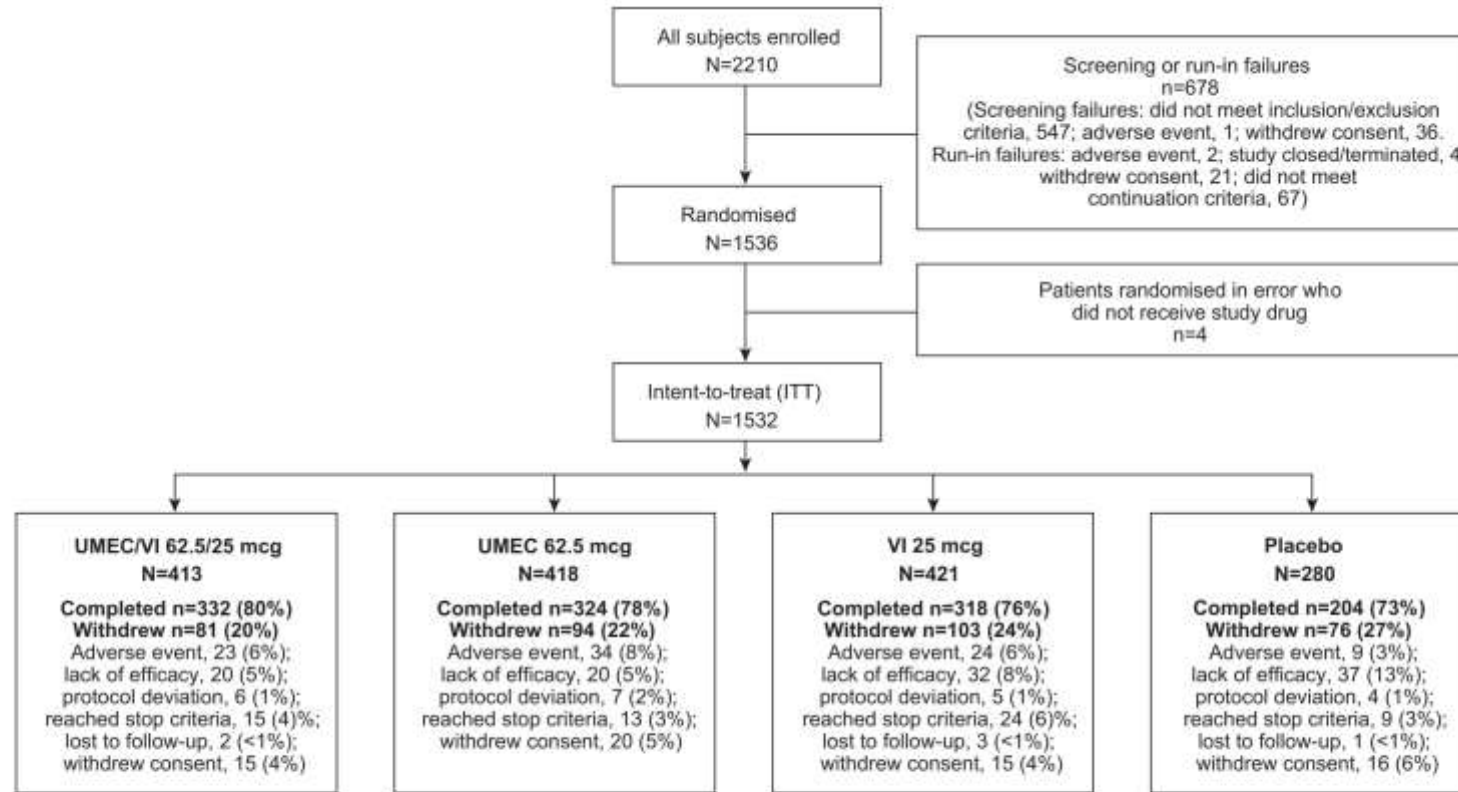 All subjects enrolled
N=2210
Screening or run-in failures
n=678
(Screening failures: did not meet inclusion/exclusion
criteria, 547; adverse event, 1; withdrew consent, 36.
Run-in failures: adverse event, 2; study closed/terminated, 4
withdrew consent, 21; did not meet
continuation criteria, 67)
Randomised
N=1536
Patients randomised in error who
did not receive study drug
n=4
Intent-to-treat (ITT)
N=1532
UMEC/VI 62.5/25 mcg
N=413
Completed n=332 (80%)
Withdrew n=81 (20%)
Adverse event, 23 (6%);
lack of efficacy, 20 (5%);
protocol deviation, 6 (1%);
reached stop criteria, 15 (4)%;
lost to follow-up, 2 (<1%);
withdrew consent, 15 (4%)
UMEC 62.5 mcg
N=418
Completed n=324 (78%)
Withdrew n=94 (22%)
Adverse event, 34 (8%);
lack of efficacy, 20 (5%);
protocol deviation, 7 (2%);
reached stop criteria, 13 (3%);
withdrew consent, 20 (5%)
VI 25 mcg
N=421
Completed n=318 (76%)
Withdrew n=103 (24%)
Adverse event, 24 (6%);
lack of efficacy, 32 (8%);
protocol deviation, 5 (1%);
reached stop criteria, 24 (6)%;
lost to follow-up, 3 (<1%);
withdrew consent, 15 (4%)
Placebo
N=280
Completed n=204 (73%)
Withdrew n=76 (27%)
Adverse event, 9 (3%);
lack of efficacy, 37 (13%);
protocol deviation, 4 (1%);
reached stop criteria, 9 (3%);
lost to follow-up, 1 (<1%);
withdrew consent, 16 (6%)